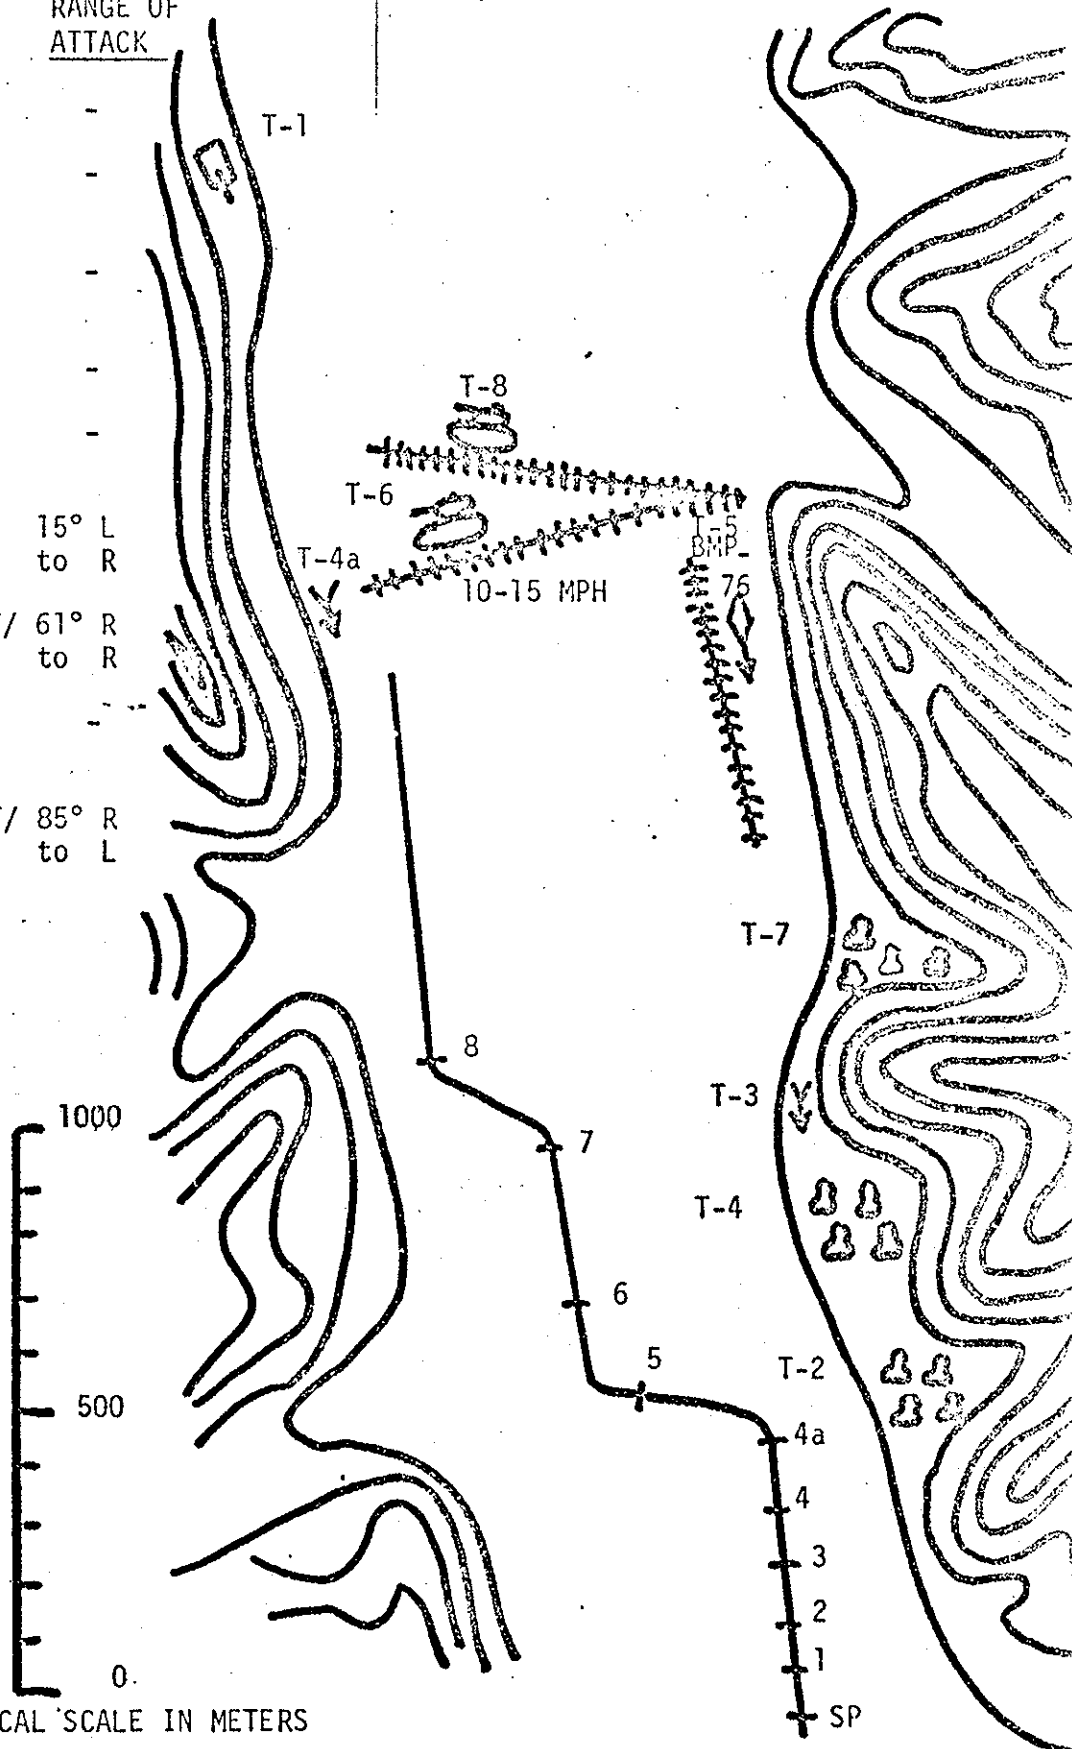 RANGE OF
ATTACK
T-1
T-8
T-6
15° L
to R
T-5
BMP
T-4a
76
10-15 MPH
/ 61° R
to R
/ 85° R
to L
T-7
8
T-3
1000
7
T-4
6
5
T-2
500
4a
4
3
2
1
0
SP
CAL SCALE IN METERS